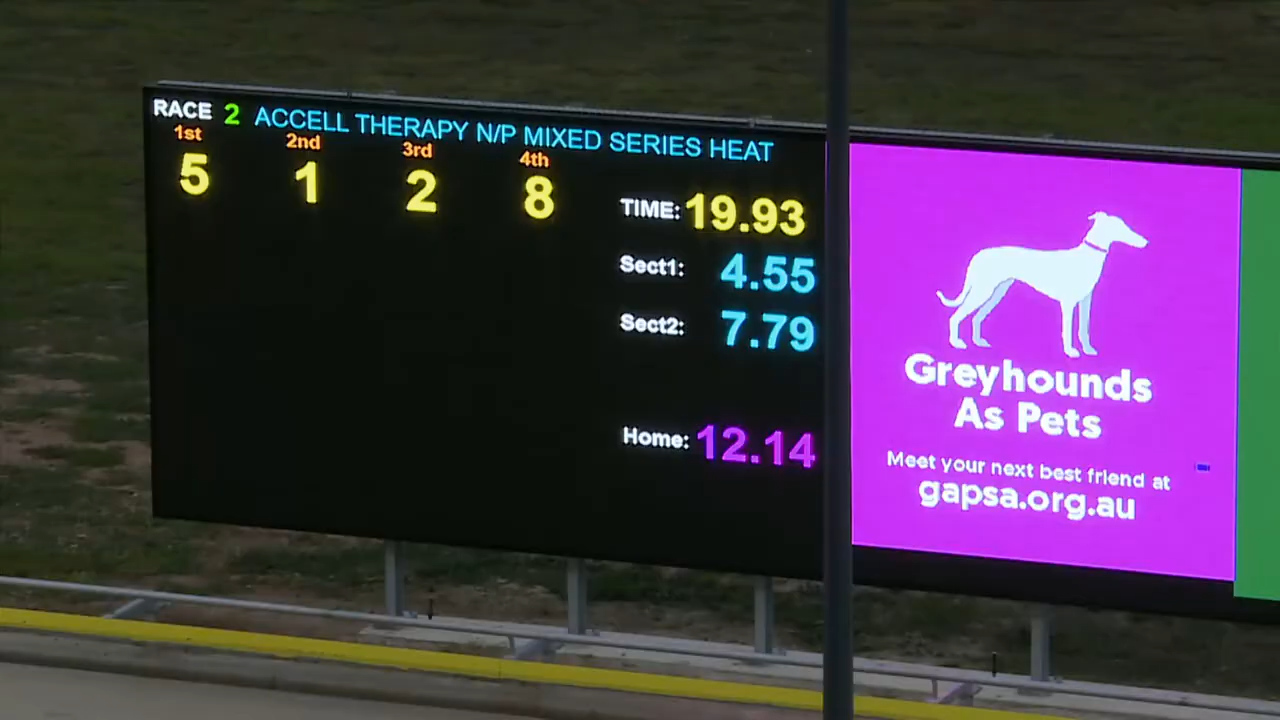 RACE 2 ACCELL THERAPY N/P MIXED SERIES HEAT
1st 2nd 3rd 4th
5 1 2 8
TIME: 19.93
Sect1: 4.55
Sect2: 7.79
Home: 12.14
Greyhounds
As Pets
Meet your next best friend at
gapsa.org.au